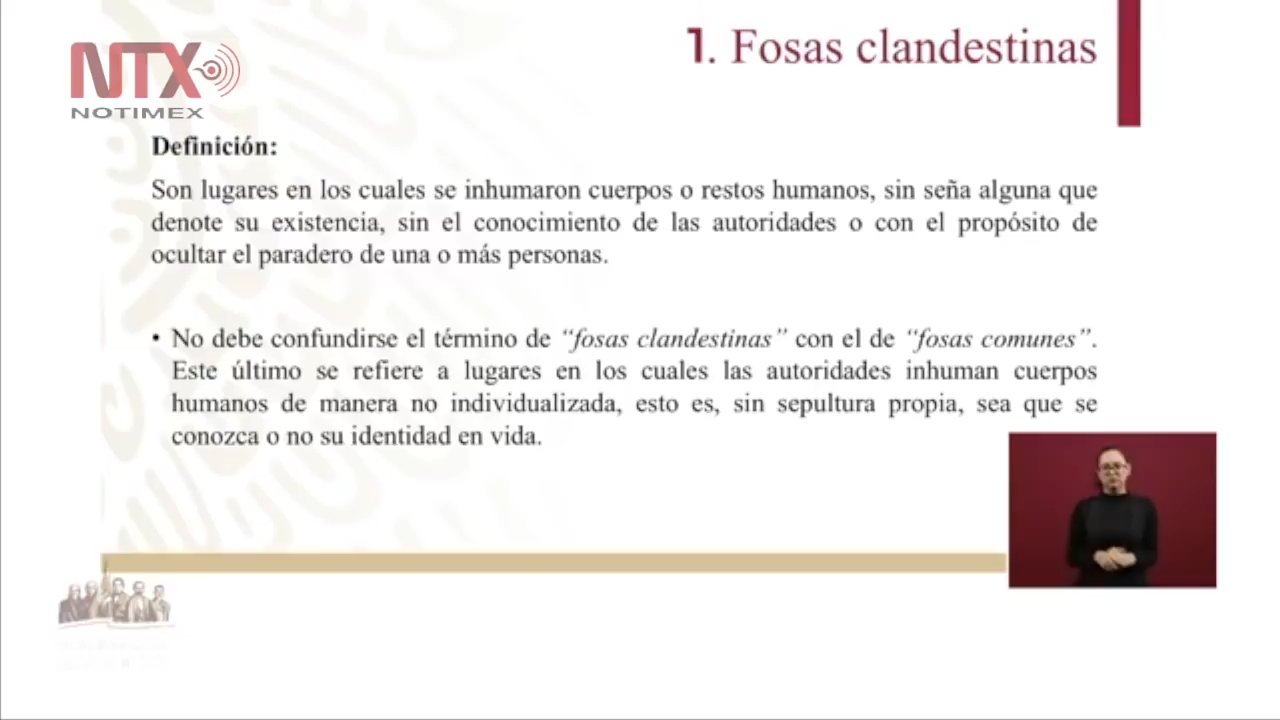 NTX
NOTIMEX
1. Fosas clandestinas
Definición:
Son lugares en los cuales se inhumaron cuerpos o restos humanos, sin seña alguna que
denote su existencia, sin el conocimiento de las autoridades o con el propósito de
ocultar el paradero de una o más personas.
• No debe confundirse el término de “fosas clandestinas” con el de “fosas comunes”.
Este último se refiere a lugares en los cuales las autoridades inhuman cuerpos
humanos de manera no individualizada, esto es, sin sepultura propia, sea que se
conozca o no su identidad en vida.